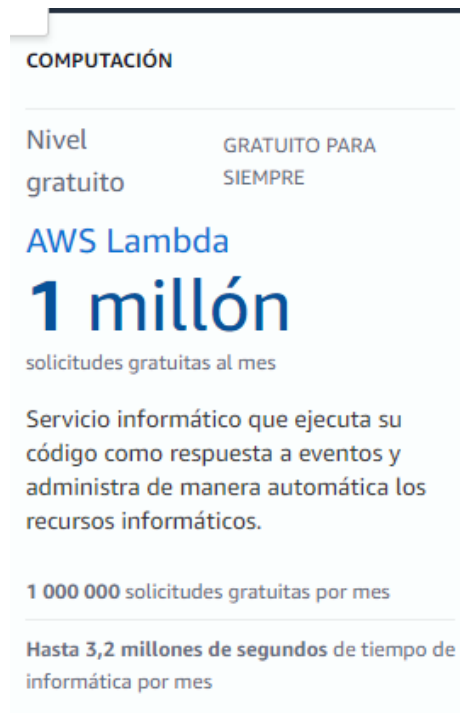 COMPUTACIÓN
Nivel gratuito
GRATUITO PARA SIEMPRE
AWS Lambda
1 millón
solicitudes gratuitas al mes
Servicio informático que ejecuta su
código como respuesta a eventos y
administra de manera automática los
recursos informáticos.
1 000 000 solicitudes gratuitas por mes
Hasta 3,2 millones de segundos de tiempo de
informática por mes